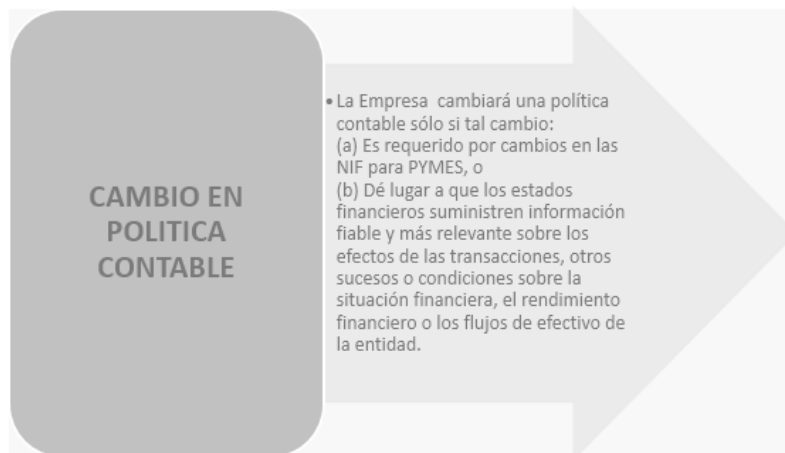 CAMBIO EN
POLITICA
CONTABLE
• La Empresa cambiará una política
contable sólo si tal cambio:
(a) Es requerido por cambios en las
NIF para PYMES, o
(b) Dé lugar a que los estados
financieros suministren información
fiable y más relevante sobre los
efectos de las transacciones, otros
sucesos o condiciones sobre la
situación financiera, el rendimiento
financiero o los flujos de efectivo de
la entidad.